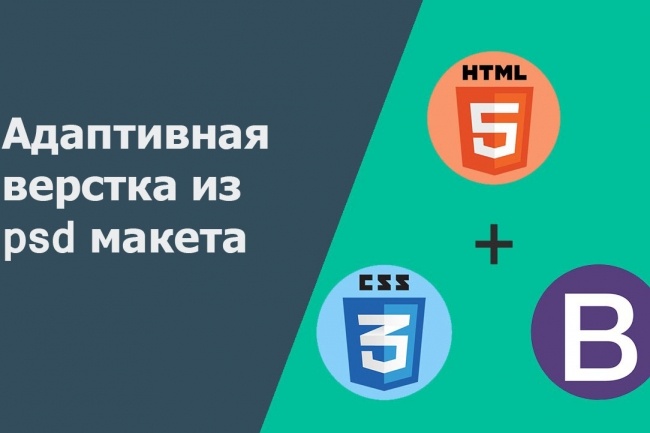 Адаптивная
верстка из
psd макета
HTML
5
+
CSS
3
B